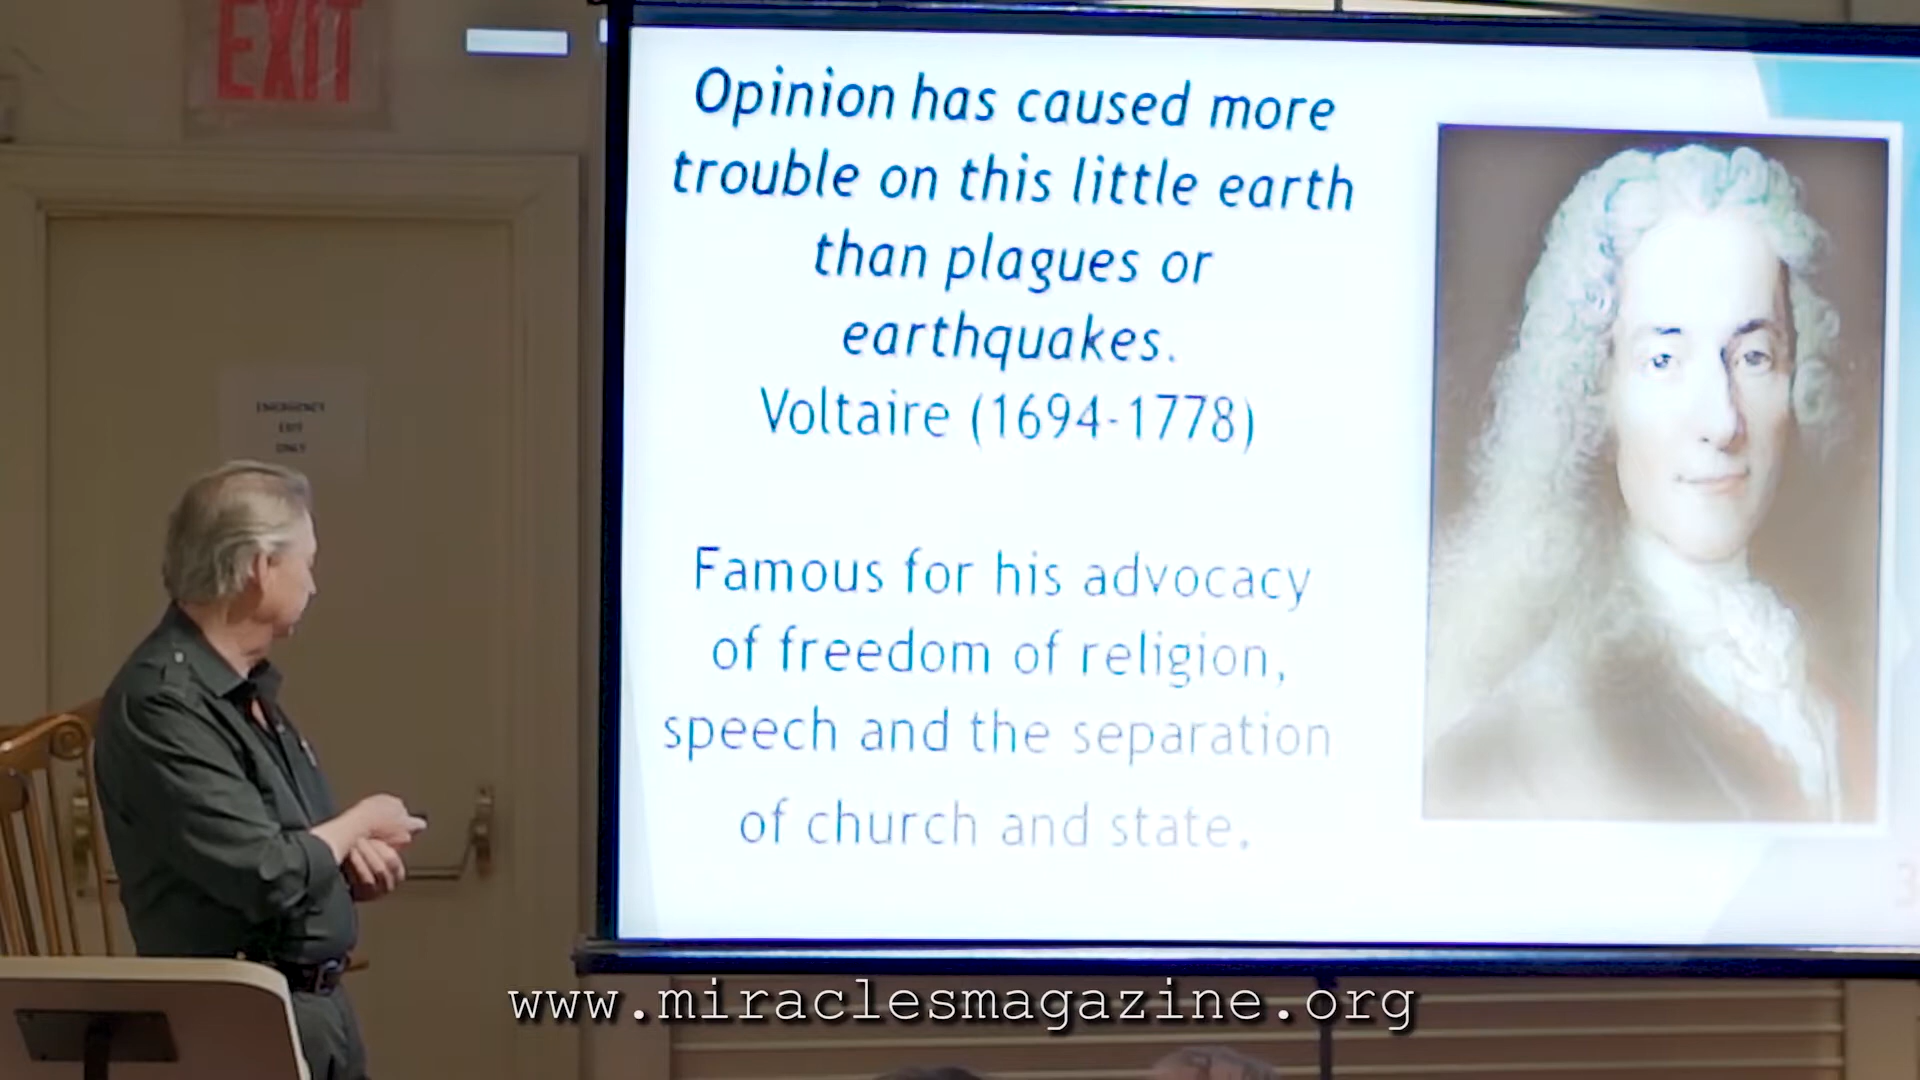 EXIT
Opinion has caused more
trouble on this little earth
than plagues or
earthquakes.
Voltaire (1694-1778)
Famous for his advocacy
of freedom of religion,
speech and the separation
of church and state.
EMERGENCY
EXIT
ONLY
3
www.miraclesmagazine.org